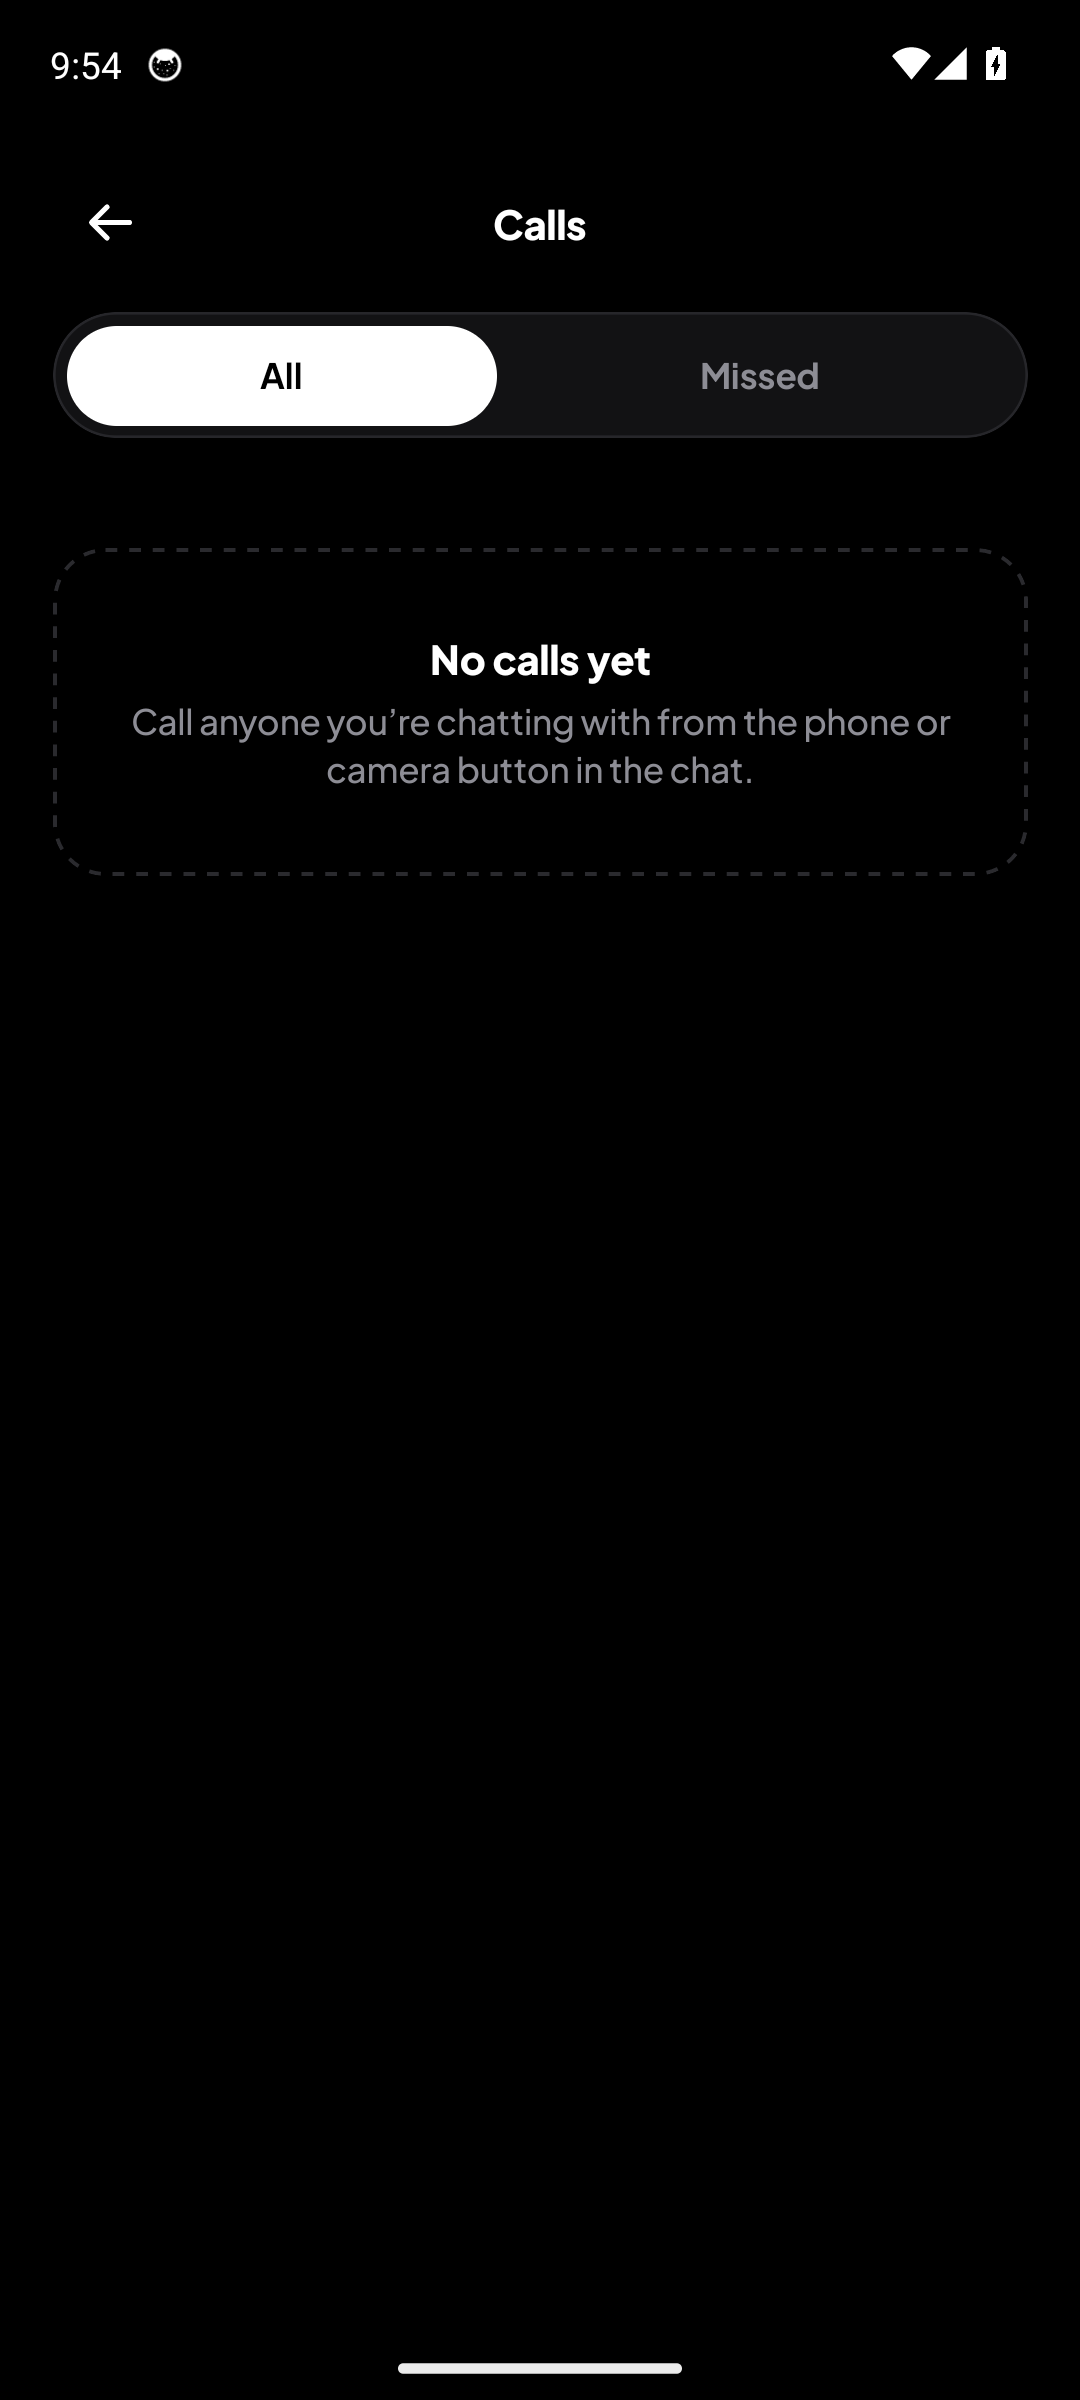 9:54
Calls
All
Missed
No calls yet
Call anyone you’re chatting with from the phone or
camera button in the chat.